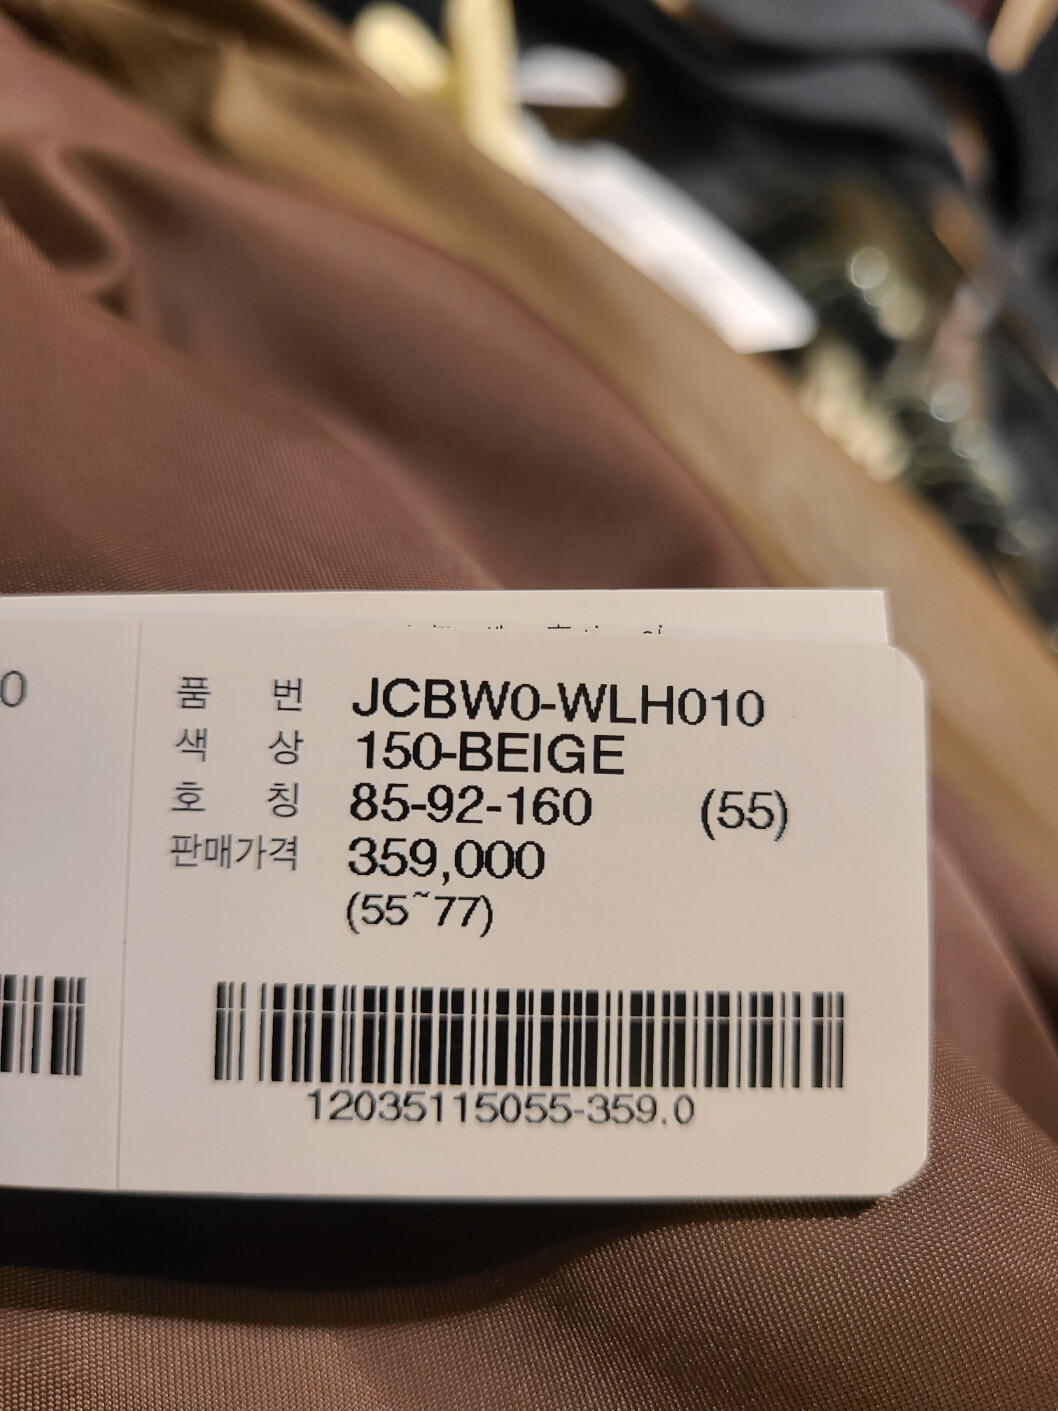 0
품 번 JCBW0-WLH010
색 상 150-BEIGE
호 칭 85-92-160 (55)
판매가격 359,000
(55~77)
12035115055-359.0